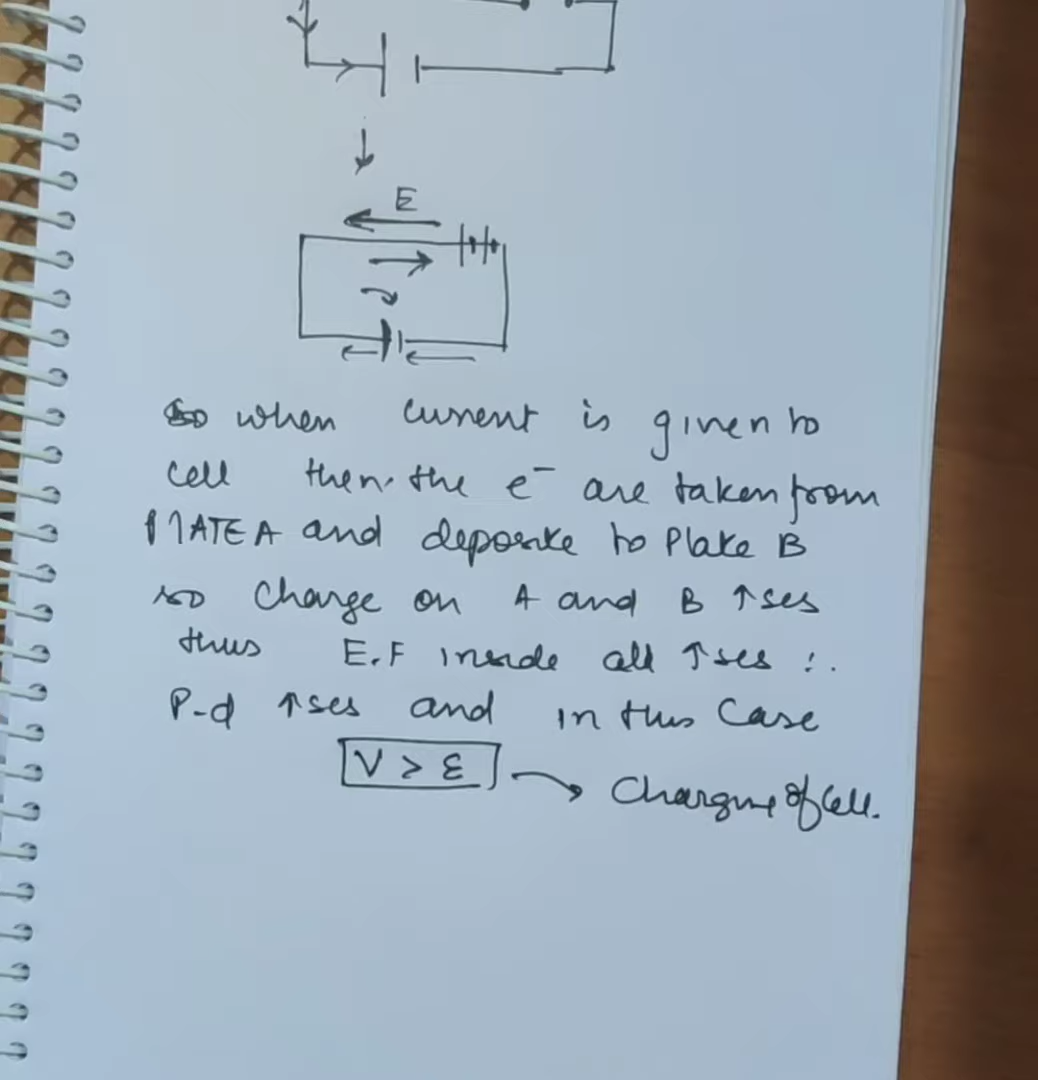 E
so when current is given to
cell then the e⁻ are taken from
PLATE A and deposite to Plate B
so charge on A and B ↑ses
thus E.F inside all ↑ses ∴
P-d ↑ses and in this Case
V > ε → Charging of Cell.